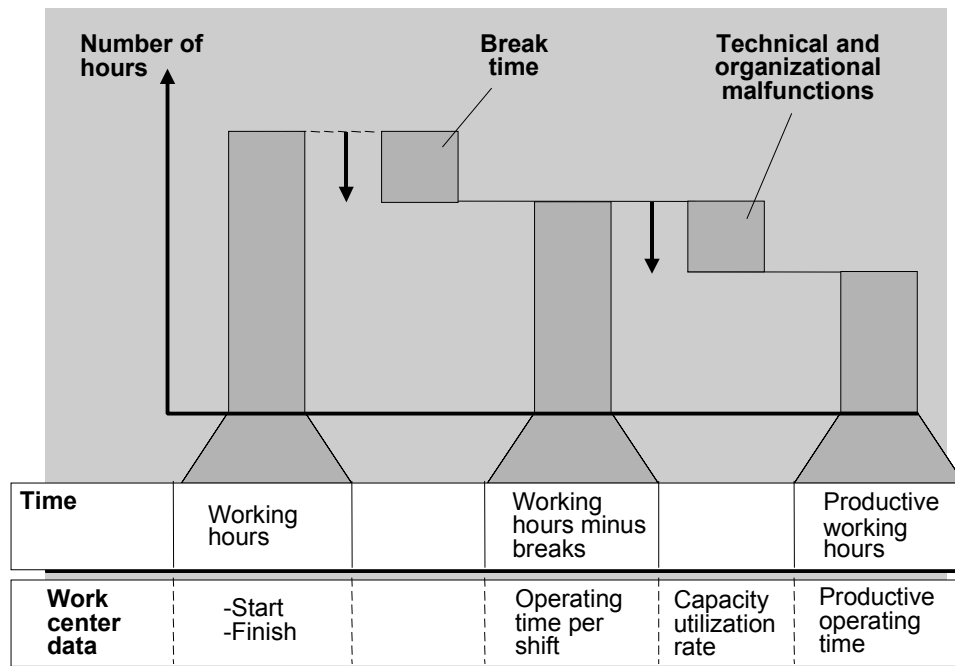 Number of
hours
Break
time
Technical and
organizational
malfunctions
Time
Working
hours
Working
hours minus
breaks
Productive
working
hours
Work
center
data
-Start
-Finish
Operating
time per
shift
Capacity
utilization
rate
Productive
operating
time